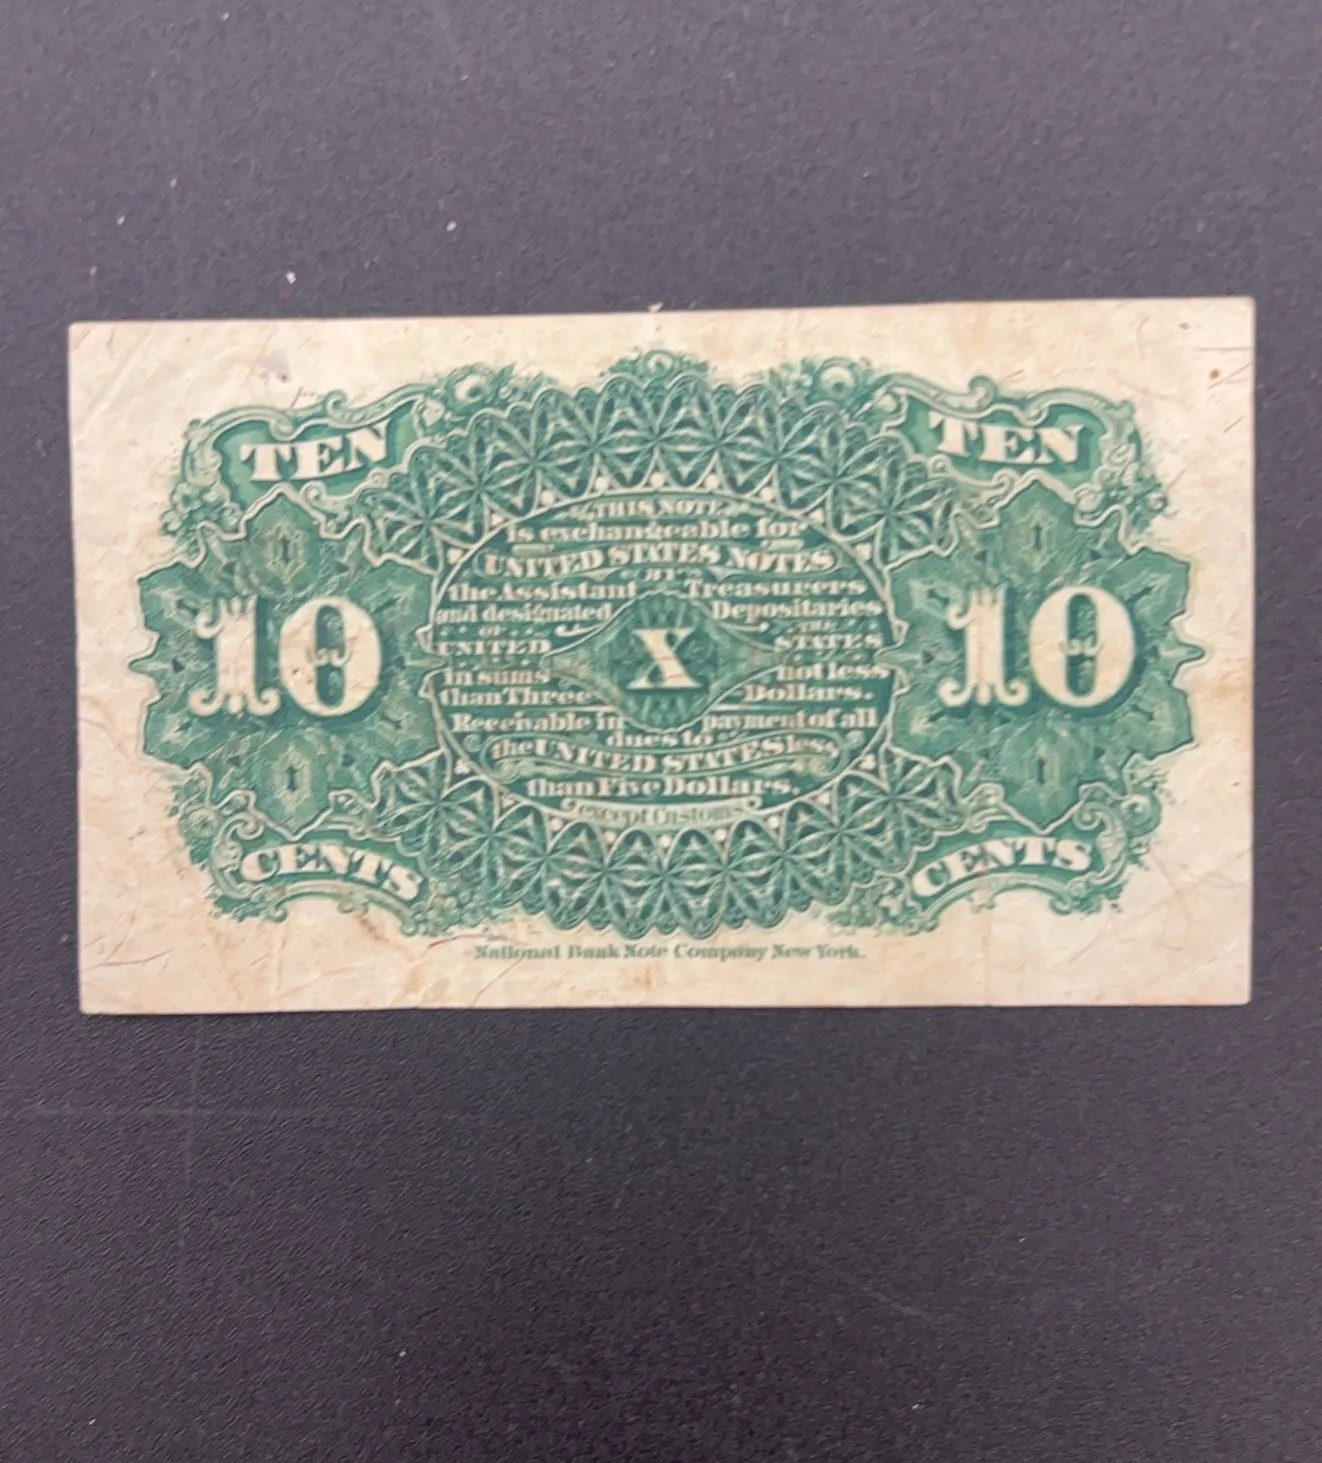 TEN TEN
THIS NOTE
is exchangeable for
UNITED STATES NOTES
BY
the Assistant Treasurers
and designated Depositaries
OF THE
UNITED STATES
in sums not less
than Three Dollars.
10 X 10
Receivable in payment of all
dues to
the UNITED STATES less
than Five Dollars.
except Customs
CENTS CENTS
National Bank Note Company New York.